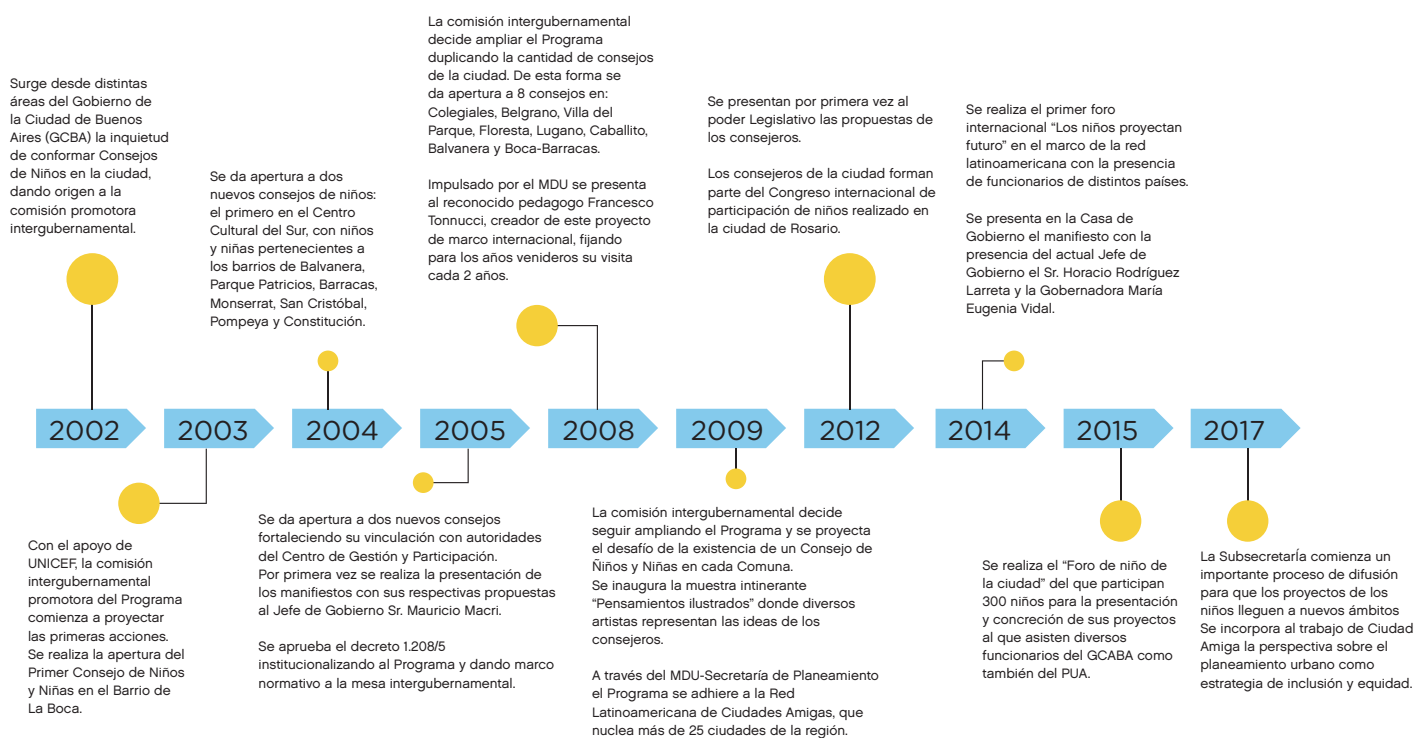 Surge desde distintas
áreas del Gobierno de
la Ciudad de Buenos
Aires (GCBA) la inquietud
de conformar Consejos
de Niños en la ciudad,
dando origen a la
comisión promotora
intergubernamental.
2002
Con el apoyo de
UNICEF, la comisión
intergubernamental
promotora del Programa
comienza a proyectar
las primeras acciones.
Se realiza la apertura del
Primer Consejo de Niños
y Niñas en el Barrio de
La Boca.
2003
Se da apertura a dos
nuevos consejos de niños:
el primero en el Centro
Cultural del Sur, con niños
y niñas pertenecientes a
los barrios de Balvanera,
Parque Patricios, Barracas,
Monserrat, San Cristóbal,
Pompeya y Constitución.
2004
Se da apertura a dos nuevos consejos
fortaleciendo su vinculación con autoridades
del Centro de Gestión y Participación.
Por primera vez se realiza la presentación de
los manifiestos con sus respectivas propuestas
al Jefe de Gobierno Sr. Mauricio Macri.
Se aprueba el decreto 1.208/5
institucionalizando al Programa y dando marco
normativo a la mesa intergubernamental.
2005
La comisión intergubernamental
decide ampliar el Programa
duplicando la cantidad de consejos
de la ciudad. De esta forma se
da apertura a 8 consejos en:
Colegiales, Belgrano, Villa del
Parque, Floresta, Lugano, Caballito,
Balvanera y Boca-Barracas.
Impulsado por el MDU se presenta
al reconocido pedagogo Francesco
Tonnucci, creador de este proyecto
de marco internacional, fijando
para los años venideros su visita
cada 2 años.
2008
La comisión intergubernamental decide
seguir ampliando el Programa y se proyecta
el desafío de la existencia de un Consejo de
Ñiños y Niñas en cada Comuna.
Se inaugura la muestra intinerante
“Pensamientos ilustrados” donde diversos
artistas representan las ideas de los
consejeros.
A través del MDU-Secretaría de Planeamiento
el Programa se adhiere a la Red
Latinoamericana de Ciudades Amigas, que
nuclea más de 25 ciudades de la región.
2009
Se presentan por primera vez al
poder Legislativo las propuestas de
los consejeros.
Los consejeros de la ciudad forman
parte del Congreso internacional de
participación de niños realizado en
la ciudad de Rosario.
2012
Se realiza el primer foro
internacional “Los niños proyectan
futuro” en el marco de la red
latinoamericana con la presencia
de funcionarios de distintos países.
Se presenta en la Casa de
Gobierno el manifiesto con la
presencia del actual Jefe de
Gobierno el Sr. Horacio Rodríguez
Larreta y la Gobernadora María
Eugenia Vidal.
2014
Se realiza el “Foro de niño de
la ciudad” del que participan
300 niños para la presentación
y concreción de sus proyectos
al que asisten diversos
funcionarios del GCABA como
también del PUA.
2015
La Subsecretaría comienza un
importante proceso de difusión
para que los proyectos de los
niños lleguen a nuevos ámbitos
Se incorpora al trabajo de Ciudad
Amiga la perspectiva sobre el
planeamiento urbano como
estrategia de inclusión y equidad.
2017